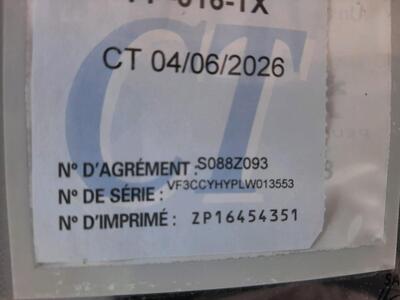 CT 04/06/2026
N° D'AGRÉMENT : S088Z093
N° DE SÉRIE : VF3CCYHYPLW013553
N° D'IMPRIMÉ : ZP16454351